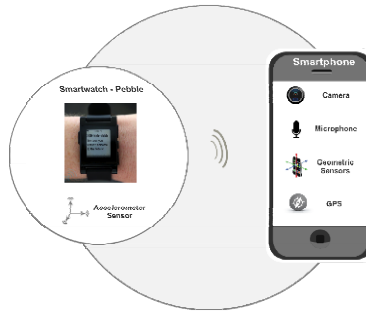 Smartphone
Smartwatch - Pebble
Camera
Microphone
Geometric
Sensors
Accelerometer
Sensor
GPS